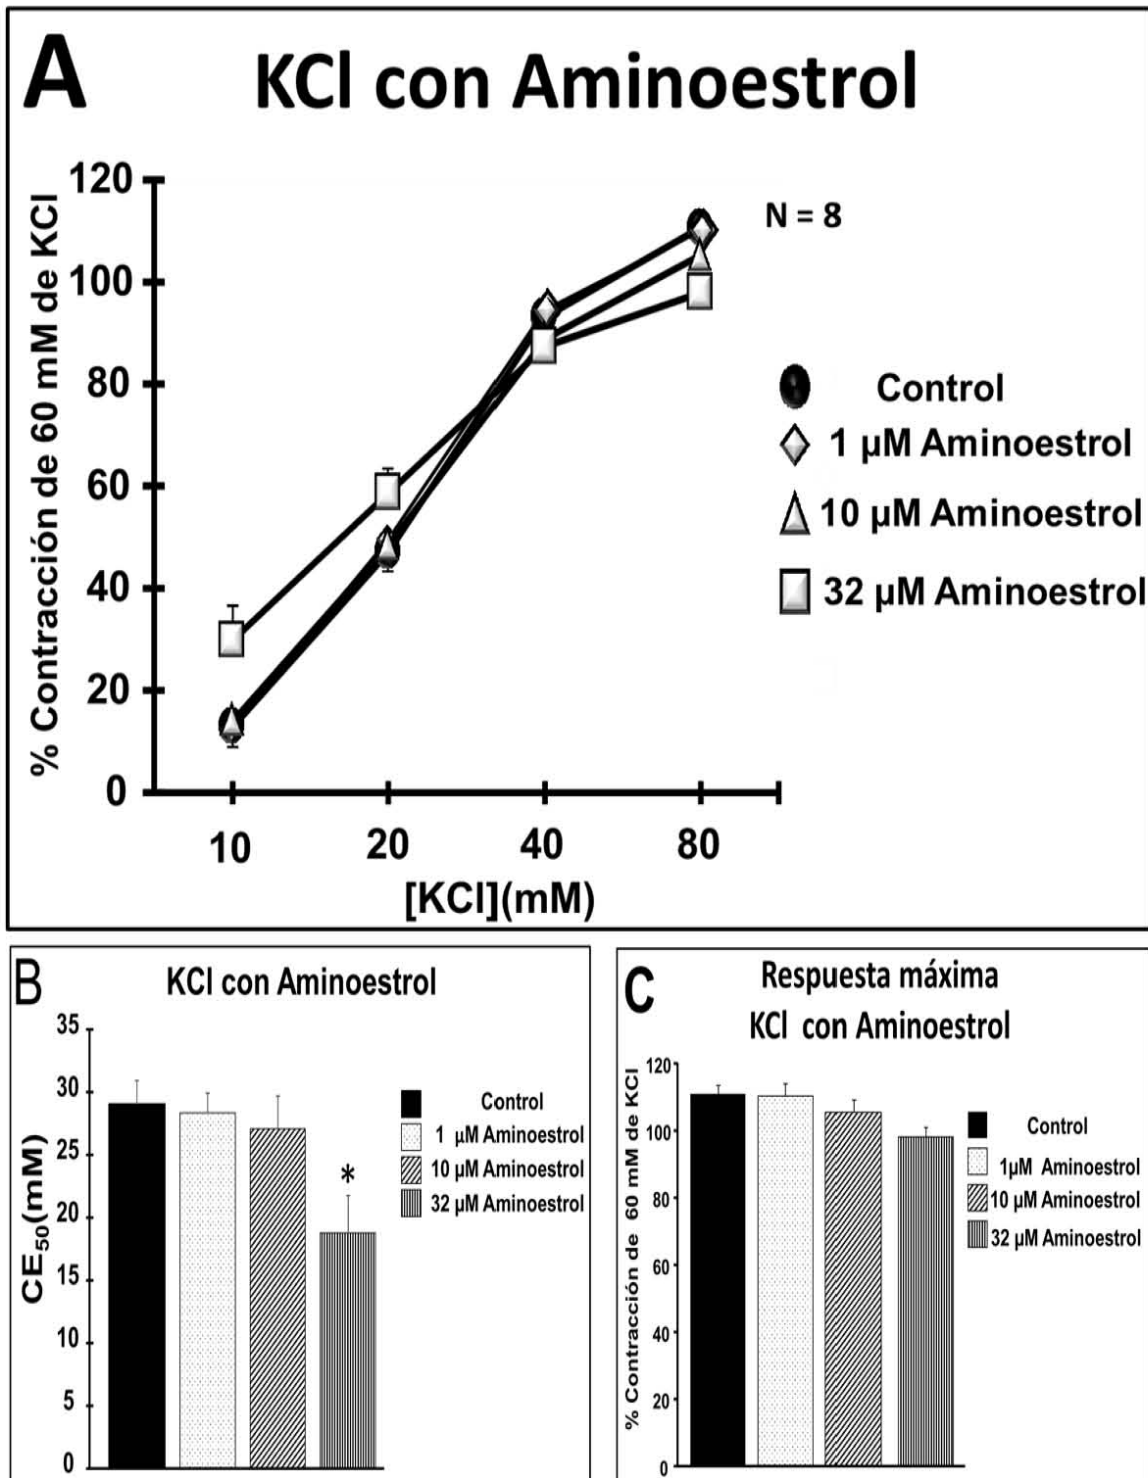 A
KCl con Aminoestrol
% Contracción de 60 mM de KCl
120
100
80
60
40
20
0
10 20 40 80
[KCl](mM)
N = 8
Control
1 µM Aminoestrol
10 µM Aminoestrol
32 µM Aminoestrol
B
KCl con Aminoestrol
CE50(mM)
35
30
25
20
15
10
5
0
*
Control
1 µM Aminoestrol
10 µM Aminoestrol
32 µM Aminoestrol
C
Respuesta máxima
KCl con Aminoestrol
% Contracción de 60 mM de KCl
120
100
80
60
40
20
0
Control
1µM Aminoestrol
10 µM Aminoestrol
32 µM Aminoestrol